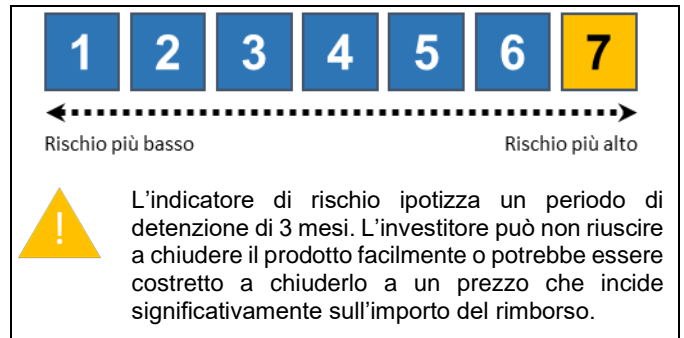 1 2 3 4 5 6 7
Rischio più basso Rischio più alto
! L’indicatore di rischio ipotizza un periodo di
detenzione di 3 mesi. L’investitore può non riuscire
a chiudere il prodotto facilmente o potrebbe essere
costretto a chiuderlo a un prezzo che incide
significativamente sull’importo del rimborso.